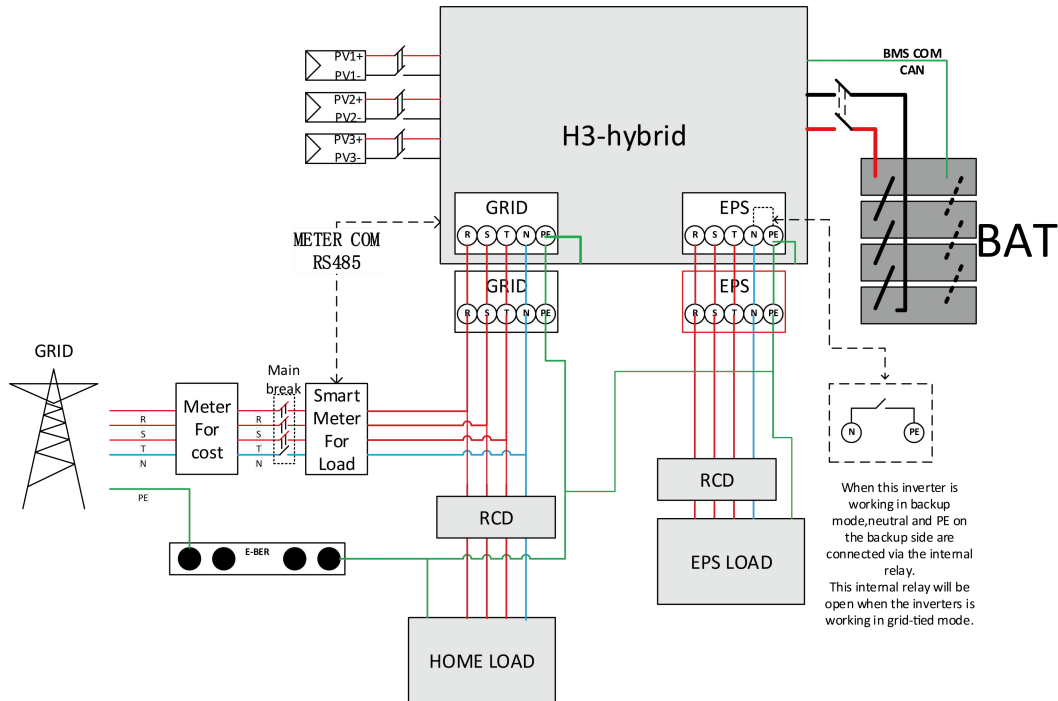 PV1+
PV1-
PV2+
PV2-
PV3+
PV3-
H3-hybrid
BMS COM
CAN
BAT
GRID
R S T N PE
EPS
R S T N PE
METER COM
RS485
GRID
R S T N PE
EPS
R S T N PE
GRID
Main
break
Meter
For
cost
Smart
Meter
For
Load
R
S
T
N
R
S
T
N
PE
E-BER
RCD
RCD
HOME LOAD
EPS LOAD
N PE
When this inverter is
working in backup
mode,neutral and PE on
the backup side are
connected via the internal
relay.
This internal relay will be
open when the inverters is
working in grid-tied mode.